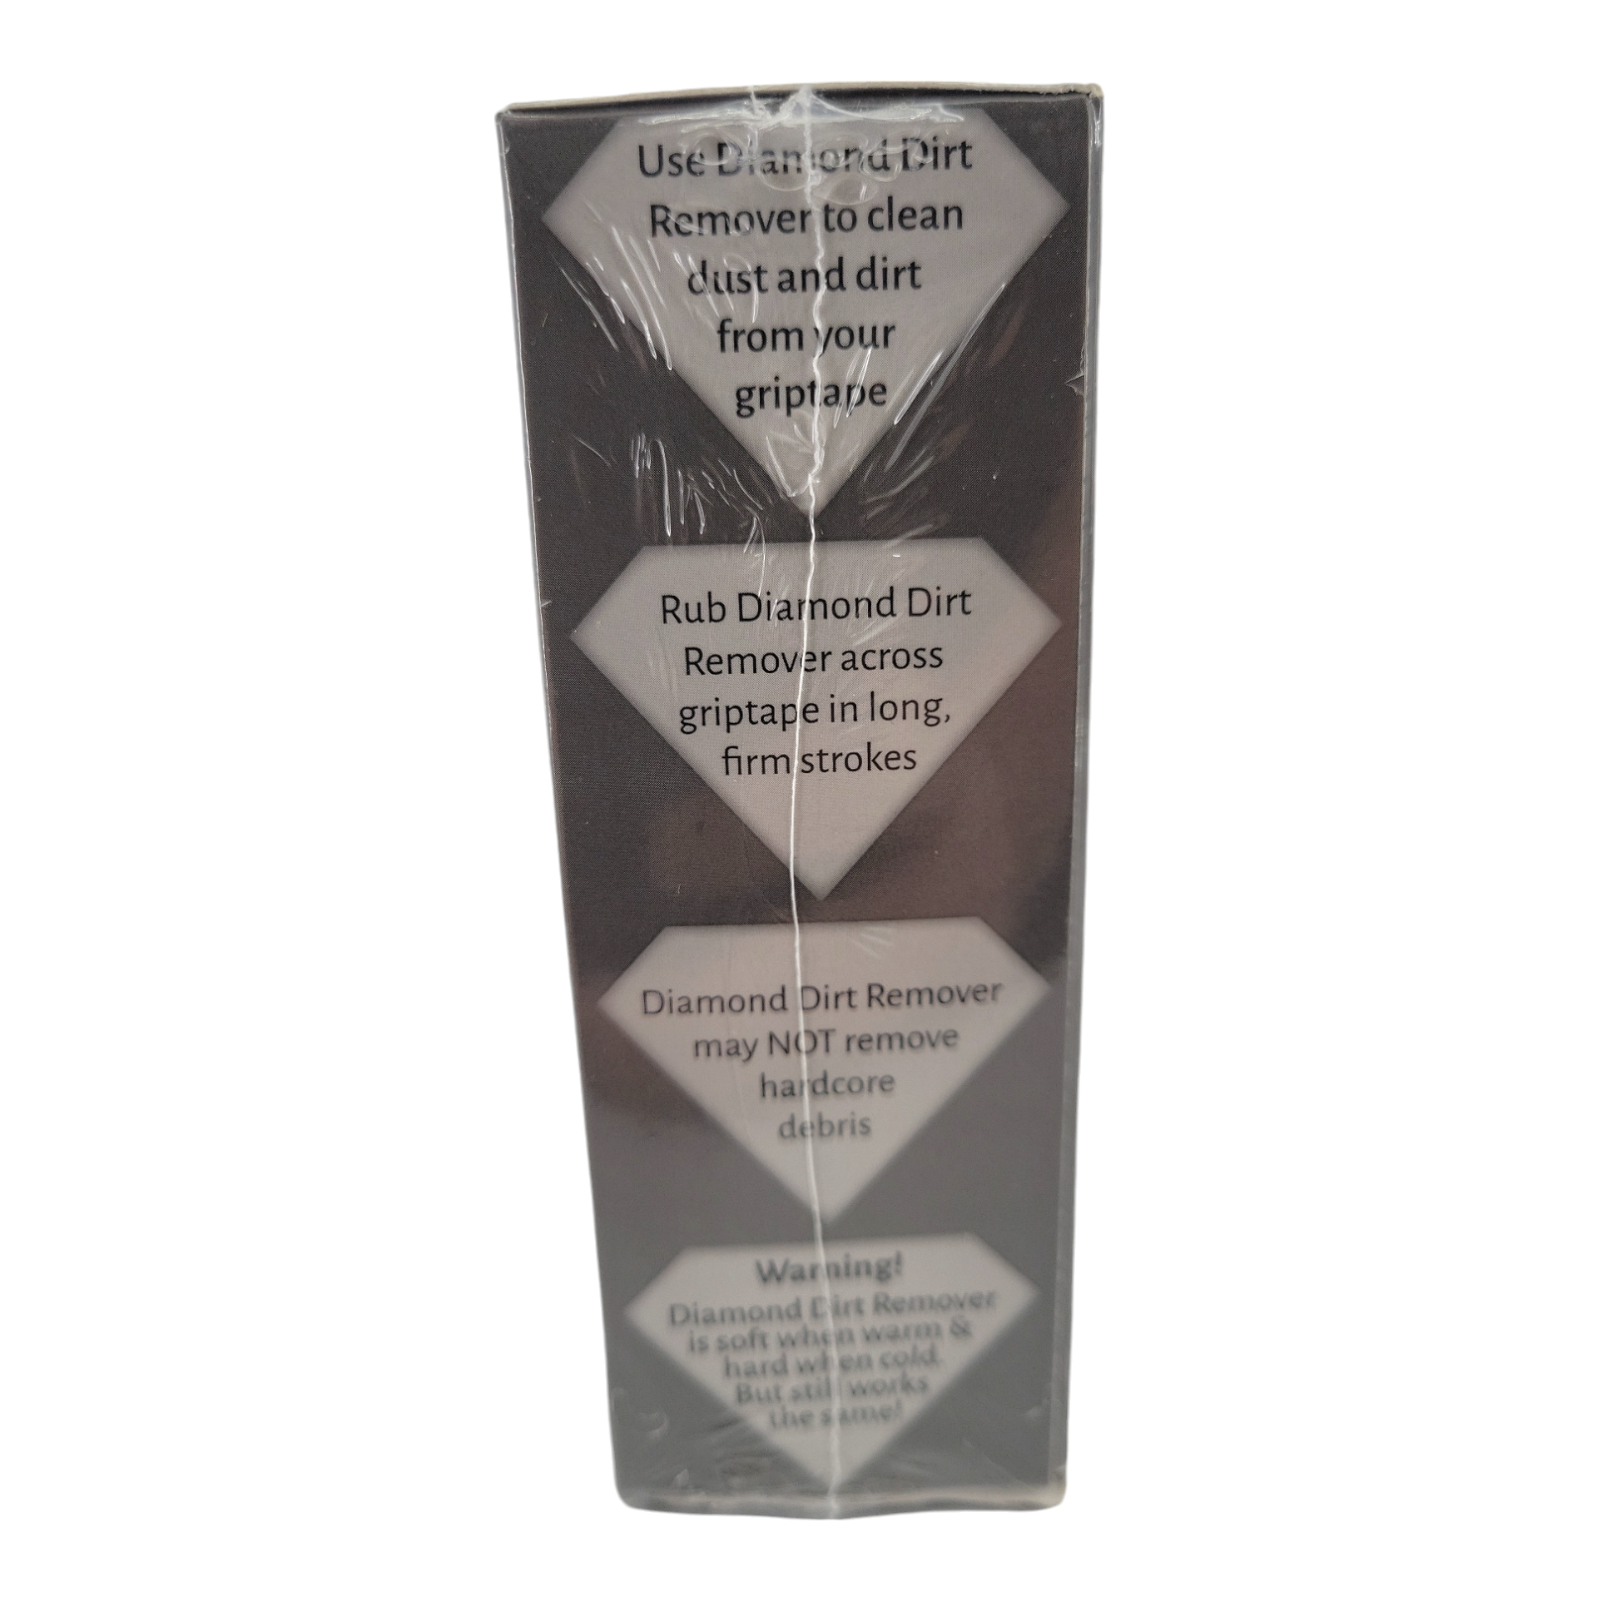 Use Diamond Dirt
Remover to clean
dust and dirt
from your
griptape
Rub Diamond Dirt
Remover across
griptape in long,
firm strokes
Diamond Dirt Remover
may NOT remove
hardcore
debris
Warning!
Diamond Dirt Remover
is soft when warm &
hard when cold.
But still works
the same!